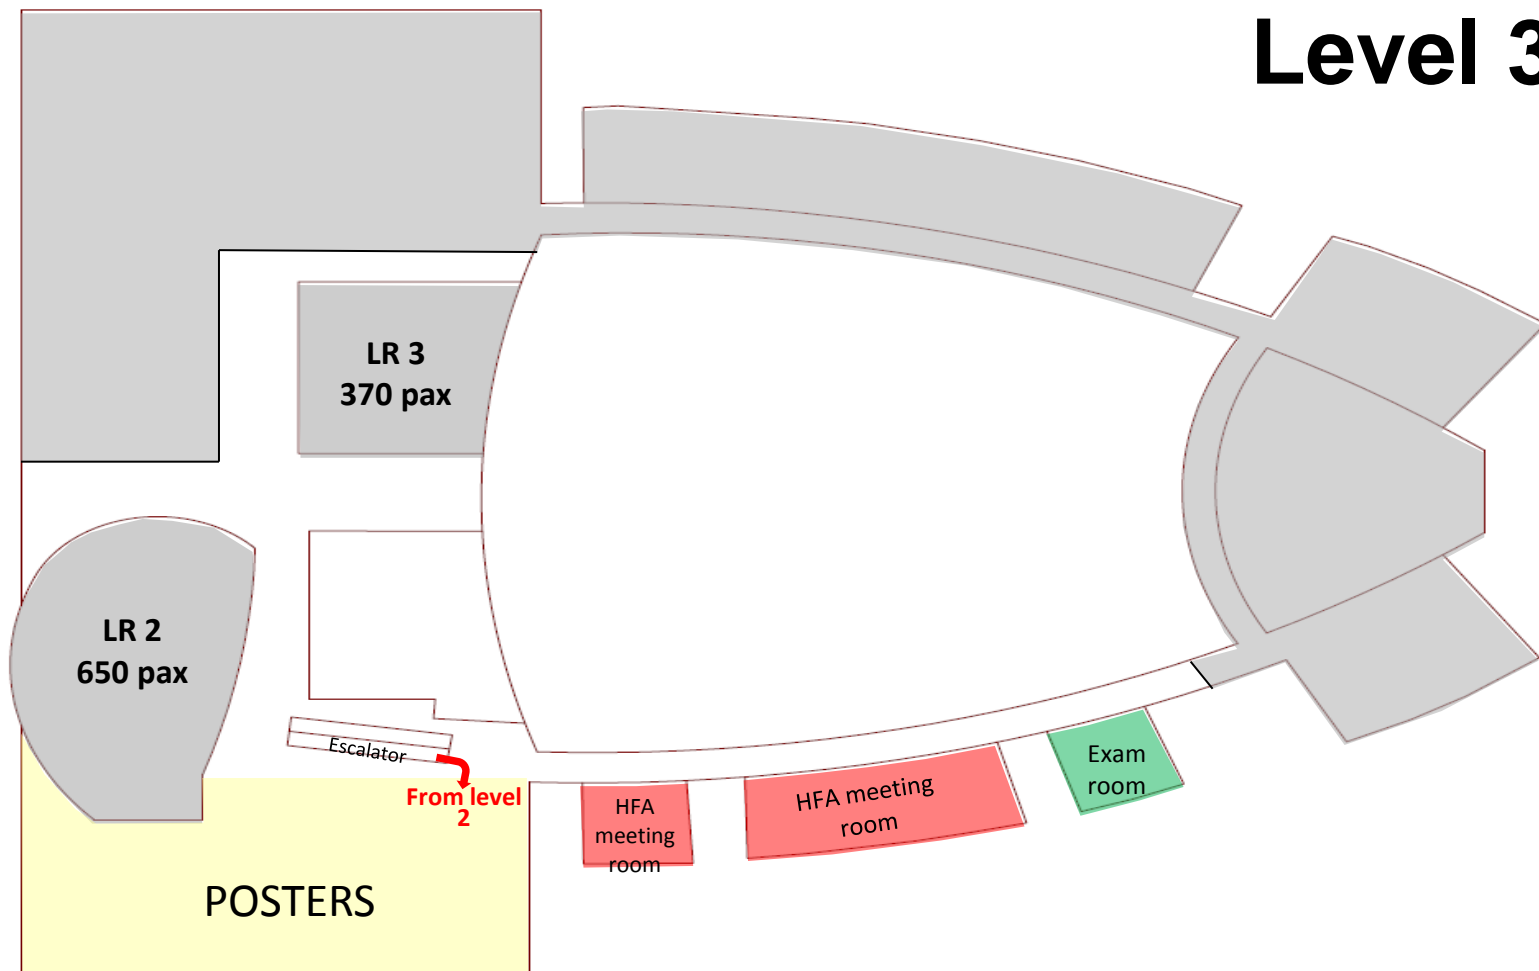 Level 3
LR 3
370 pax
LR 2
650 pax
Escalator
From level
2
HFA
meeting
room
HFA meeting
room
Exam
room
POSTERS